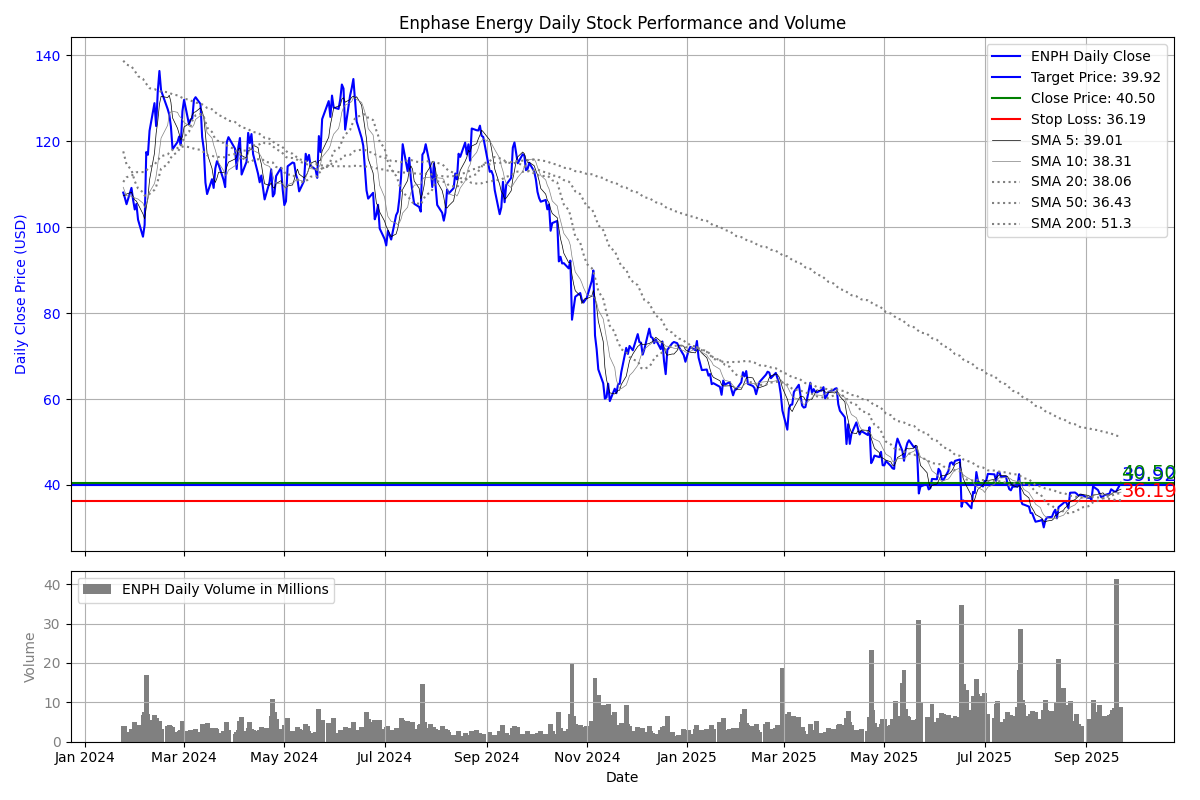 Enphase Energy Daily Stock Performance and Volume
140
120
100
80
60
40
Daily Close Price (USD)
ENPH Daily Close
Target Price: 39.92
Close Price: 40.50
Stop Loss: 36.19
SMA 5: 39.01
SMA 10: 38.31
SMA 20: 38.06
SMA 50: 36.43
SMA 200: 51.3
40.50
39.92
36.19
40
30
20
10
0
Volume
ENPH Daily Volume in Millions
Jan 2024 Mar 2024 May 2024 Jul 2024 Sep 2024 Nov 2024 Jan 2025 Mar 2025 May 2025 Jul 2025 Sep 2025
Date